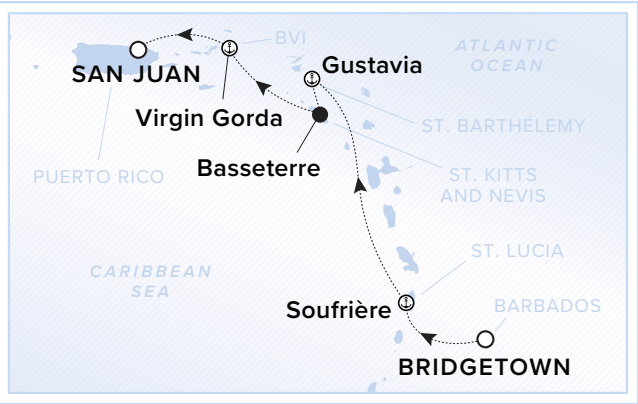 BVI
ATLANTIC
OCEAN
Gustavia
SAN JUAN
Virgin Gorda
ST. BARTHÉLEMY
Basseterre
PUERTO RICO
ST. KITTS
AND NEVIS
ST. LUCIA
CARIBBEAN
SEA
Soufrière
BARBADOS
BRIDGETOWN